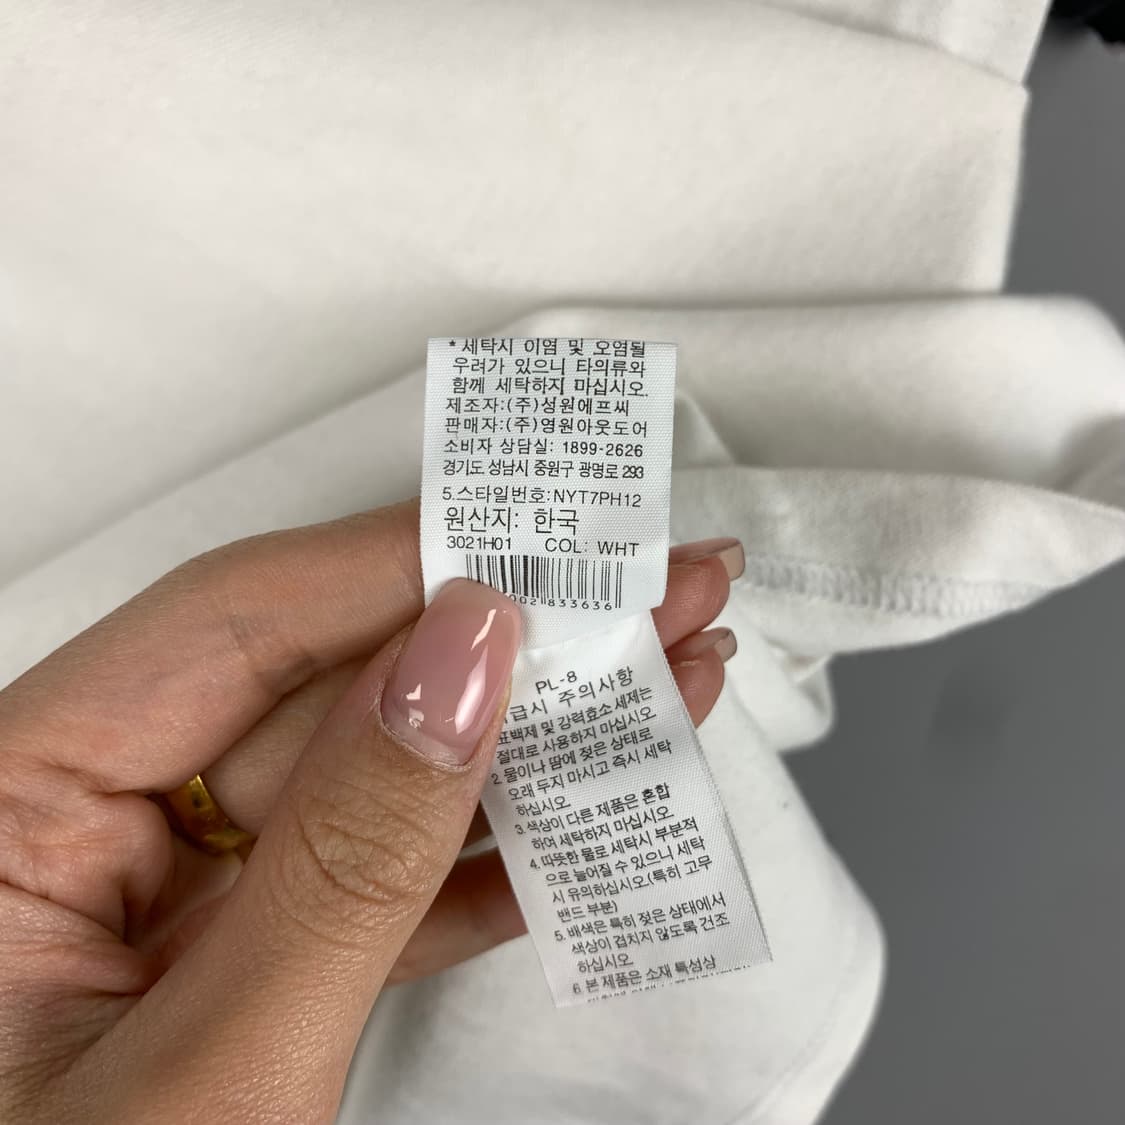 * 세탁시 이염 및 오염될
우려가 있으니 타의류와
함께 세탁하지 마십시오.
제조자:(주)성원에프씨
판매자:(주)영원아웃도어
소비자 상담실: 1899-2626
경기도 성남시 중원구 광명로 293
5.스타일번호:NYT7PH12
원산지: 한국
3021H01 COL: WHT
002833636
PL-8
급시 주의사항
표백제 및 강력효소 세제는
절대로 사용하지 마십시오
2. 물이나 땀에 젖은 상태로
오래 두지 마시고 즉시 세탁
하십시오
3.색상이 다른 제품은 혼합
하여 세탁하지 마십시오
4. 따뜻한 물로 세탁시 부분적
으로 늘어질 수 있으니 세탁
시 유의하십시오.(특히 고무
밴드 부분)
5. 배색은 특히 젖은 상태에서
색상이 겹치지 않도록 건조
하십시오
6. 본 제품은 소재 특성상